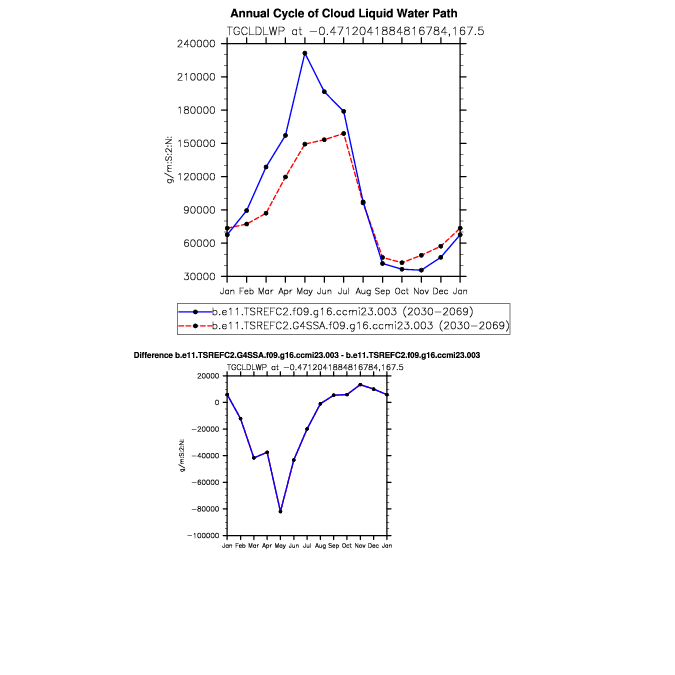 Annual Cycle of Cloud Liquid Water Path
TGCLDLWP at −0.4712041884816784,167.5
240000
210000
180000
150000
120000
90000
60000
30000
g/m:S:2:N:
Jan Feb Mar Apr May Jun Jul Aug Sep Oct Nov Dec Jan
b.e11.TSREFC2.f09.g16.ccmi23.003 (2030−2069)
b.e11.TSREFC2.G4SSA.f09.g16.ccmi23.003 (2030−2069)
Difference b.e11.TSREFC2.G4SSA.f09.g16.ccmi23.003 - b.e11.TSREFC2.f09.g16.ccmi23.003
TGCLDLWP at −0.4712041884816784,167.5
20000
0
−20000
−40000
−60000
−80000
−100000
g/m:S:2:N:
Jan Feb Mar Apr May Jun Jul Aug Sep Oct Nov Dec Jan